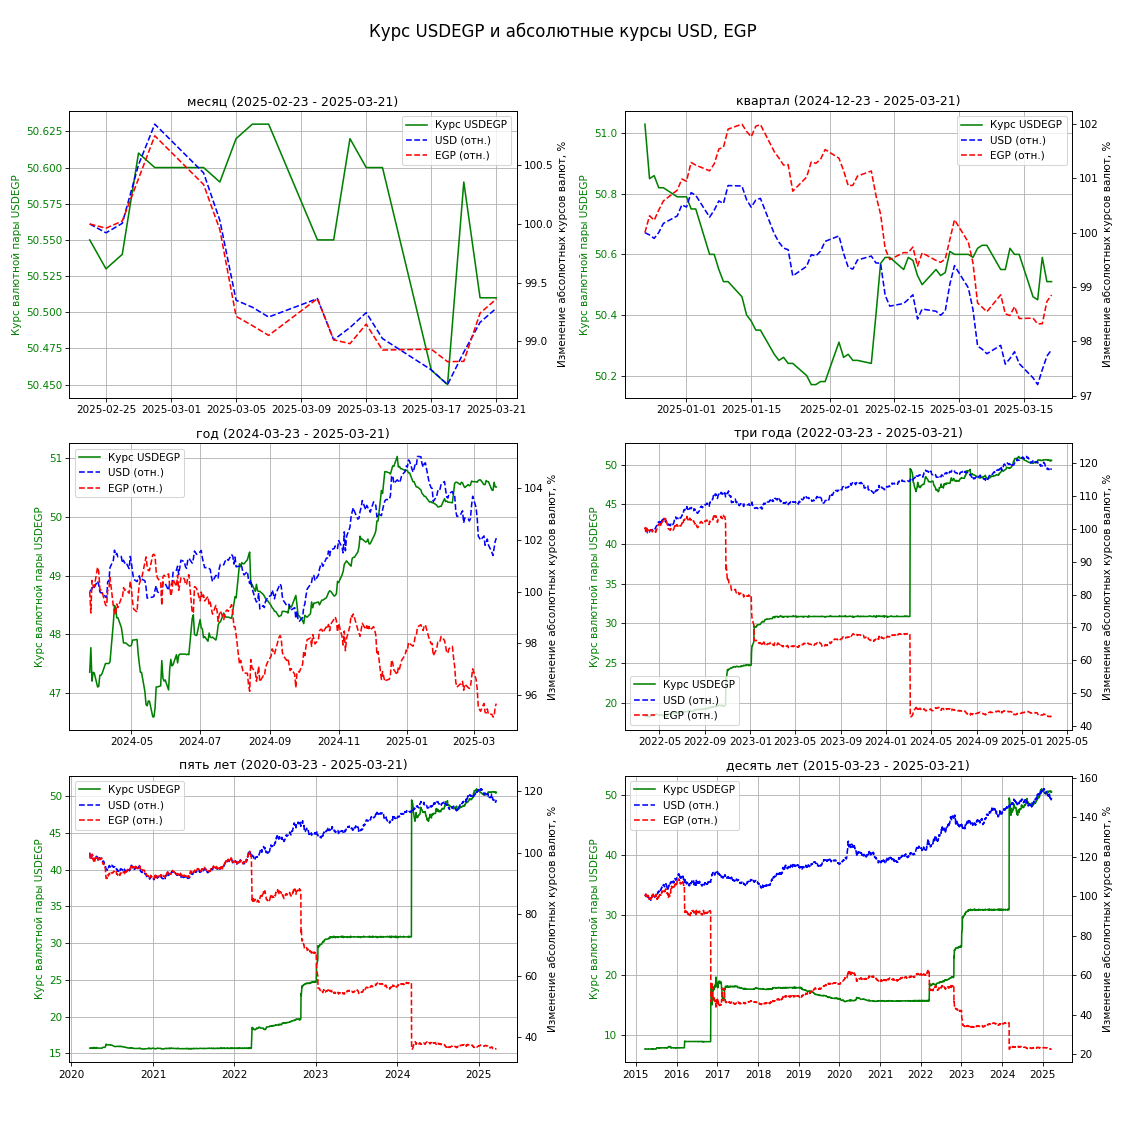 Курс USDEGP и абсолютные курсы USD, EGP
месяц (2025-02-23 - 2025-03-21)
Курс валютной пары USDEGP
50.625
50.600
50.575
50.550
50.525
50.500
50.475
50.450
Курс USDEGP
USD (отн.)
EGP (отн.)
100.5
100.0
99.5
99.0
Изменение абсолютных курсов валют, %
2025-02-25 2025-03-01 2025-03-05 2025-03-09 2025-03-13 2025-03-17 2025-03-21
квартал (2024-12-23 - 2025-03-21)
Курс валютной пары USDEGP
51.0
50.8
50.6
50.4
50.2
Курс USDEGP
USD (отн.)
EGP (отн.)
102
101
100
99
98
97
Изменение абсолютных курсов валют, %
2025-01-01 2025-01-15 2025-02-01 2025-02-15 2025-03-01 2025-03-15
год (2024-03-23 - 2025-03-21)
Курс валютной пары USDEGP
51
50
49
48
47
Курс USDEGP
USD (отн.)
EGP (отн.)
104
102
100
98
96
Изменение абсолютных курсов валют, %
2024-05 2024-07 2024-09 2024-11 2025-01 2025-03
три года (2022-03-23 - 2025-03-21)
Курс валютной пары USDEGP
50
45
40
35
30
25
20
Курс USDEGP
USD (отн.)
EGP (отн.)
120
110
100
90
80
70
60
50
40
Изменение абсолютных курсов валют, %
2022-05 2022-09 2023-01 2023-05 2023-09 2024-01 2024-05 2024-09 2025-01 2025-05
пять лет (2020-03-23 - 2025-03-21)
Курс валютной пары USDEGP
50
45
40
35
30
25
20
15
Курс USDEGP
USD (отн.)
EGP (отн.)
120
100
80
60
40
Изменение абсолютных курсов валют, %
2020 2021 2022 2023 2024 2025
десять лет (2015-03-23 - 2025-03-21)
Курс валютной пары USDEGP
50
40
30
20
10
Курс USDEGP
USD (отн.)
EGP (отн.)
160
140
120
100
80
60
40
20
Изменение абсолютных курсов валют, %
2015 2016 2017 2018 2019 2020 2021 2022 2023 2024 2025